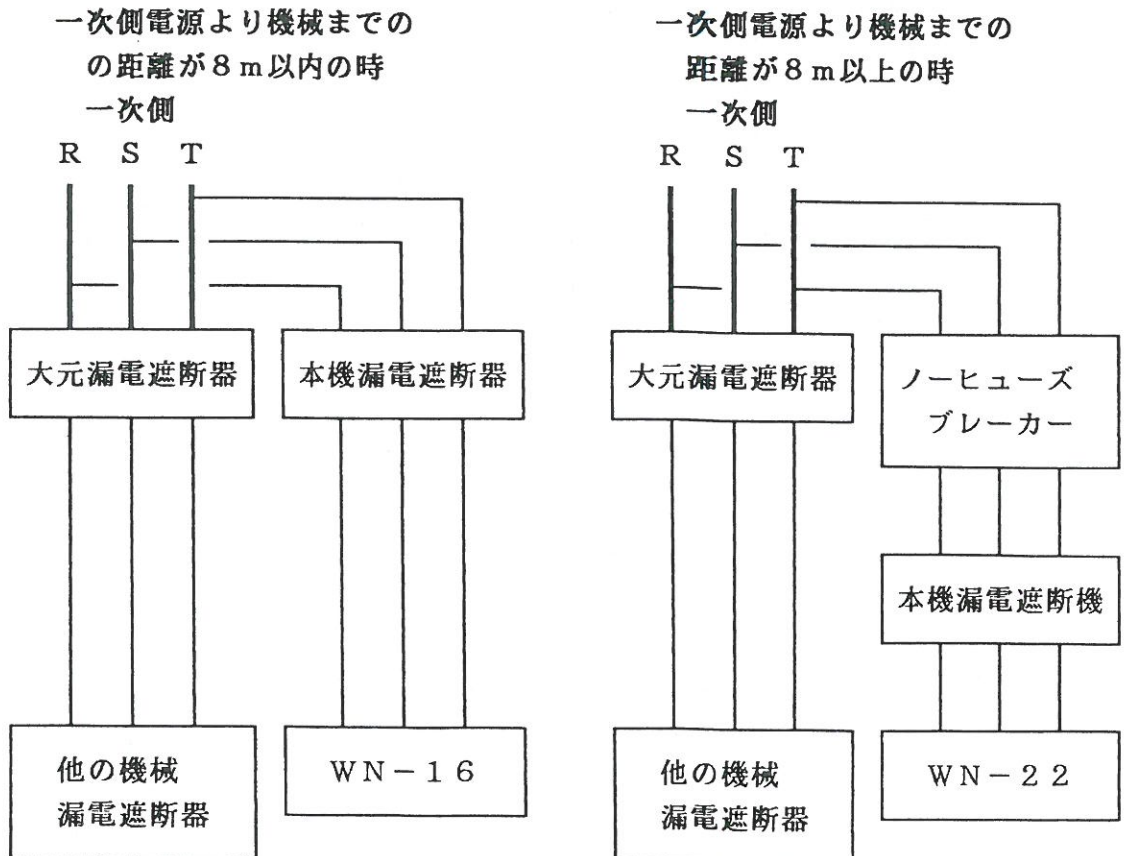 一次側電源より機械までの
の距離が8m以内の時
一次側
R S T
大元漏電遮断器
本機漏電遮断器
他の機械
漏電遮断器
WN-16
一次側電源より機械までの
距離が8m以上の時
一次側
R S T
大元漏電遮断器
ノーヒューズ
ブレーカー
本機漏電遮断機
他の機械
漏電遮断器
WN-22